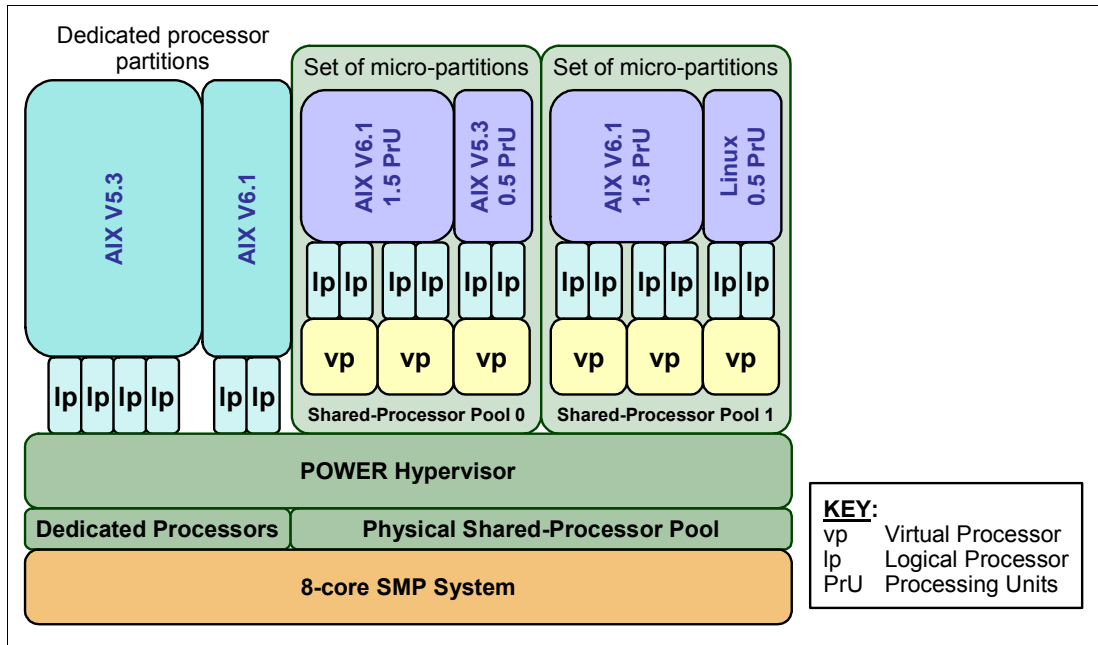 Dedicated processor
partitions
Set of micro-partitions
Set of micro-partitions
AIX V5.3
AIX V6.1
AIX V6.1
1.5 PrU
AIX V5.3
0.5 PrU
AIX V6.1
1.5 PrU
Linux
0.5 PrU
lp lp lp lp lp lp
lp lp lp lp lp lp
vp vp vp
vp vp vp
lp lp lp lp
lp lp
Shared-Processor Pool 0
Shared-Processor Pool 1
POWER Hypervisor
Dedicated Processors
Physical Shared-Processor Pool
8-core SMP System
KEY:
vp Virtual Processor
lp Logical Processor
PrU Processing Units